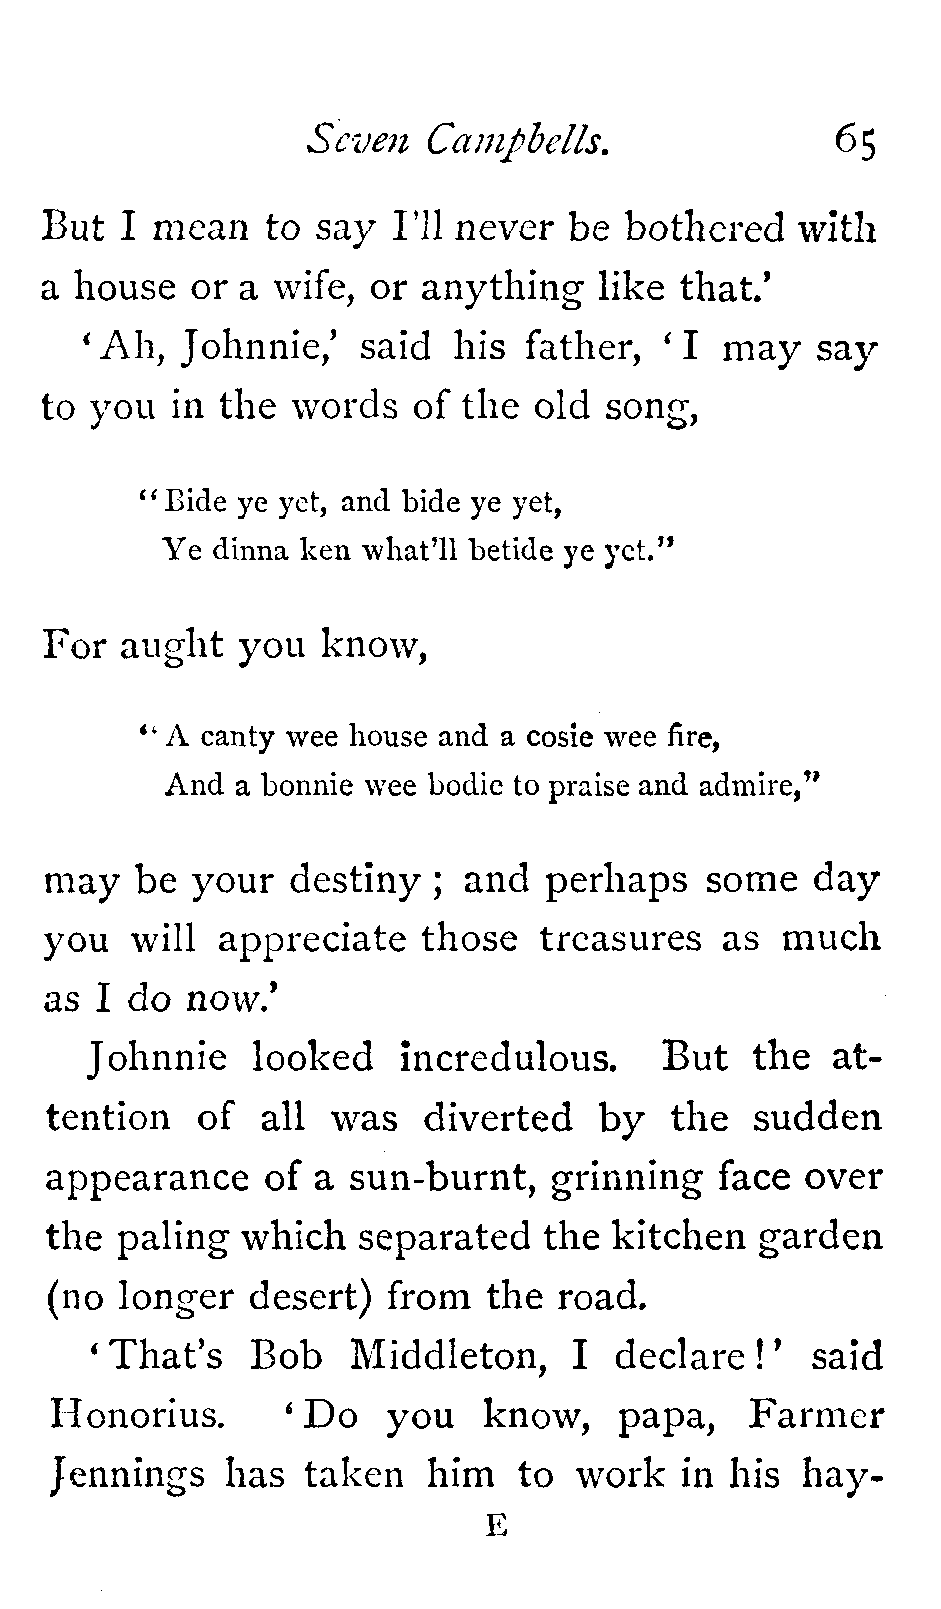 Seven Campbells. 65
But I mean to say I'll never be bothered with
a house or a wife, or anything like that.'
'Ah, Johnnie,' said his father, 'I may say
to you in the words of the old song,
"Bide ye yet, and bide ye yet,
Ye dinna ken what'll betide ye yet."
For aught you know,
"A canty wee house and a cosie wee fire,
And a bonnie wee bodie to praise and admire,"
may be your destiny; and perhaps some day
you will appreciate those treasures as much
as I do now.'
Johnnie looked incredulous. But the at-
tention of all was diverted by the sudden
appearance of a sun-burnt, grinning face over
the paling which separated the kitchen garden
(no longer desert) from the road.
'That's Bob Middleton, I declare!' said
Honorius. 'Do you know, papa, Farmer
Jennings has taken him to work in his hay-
E